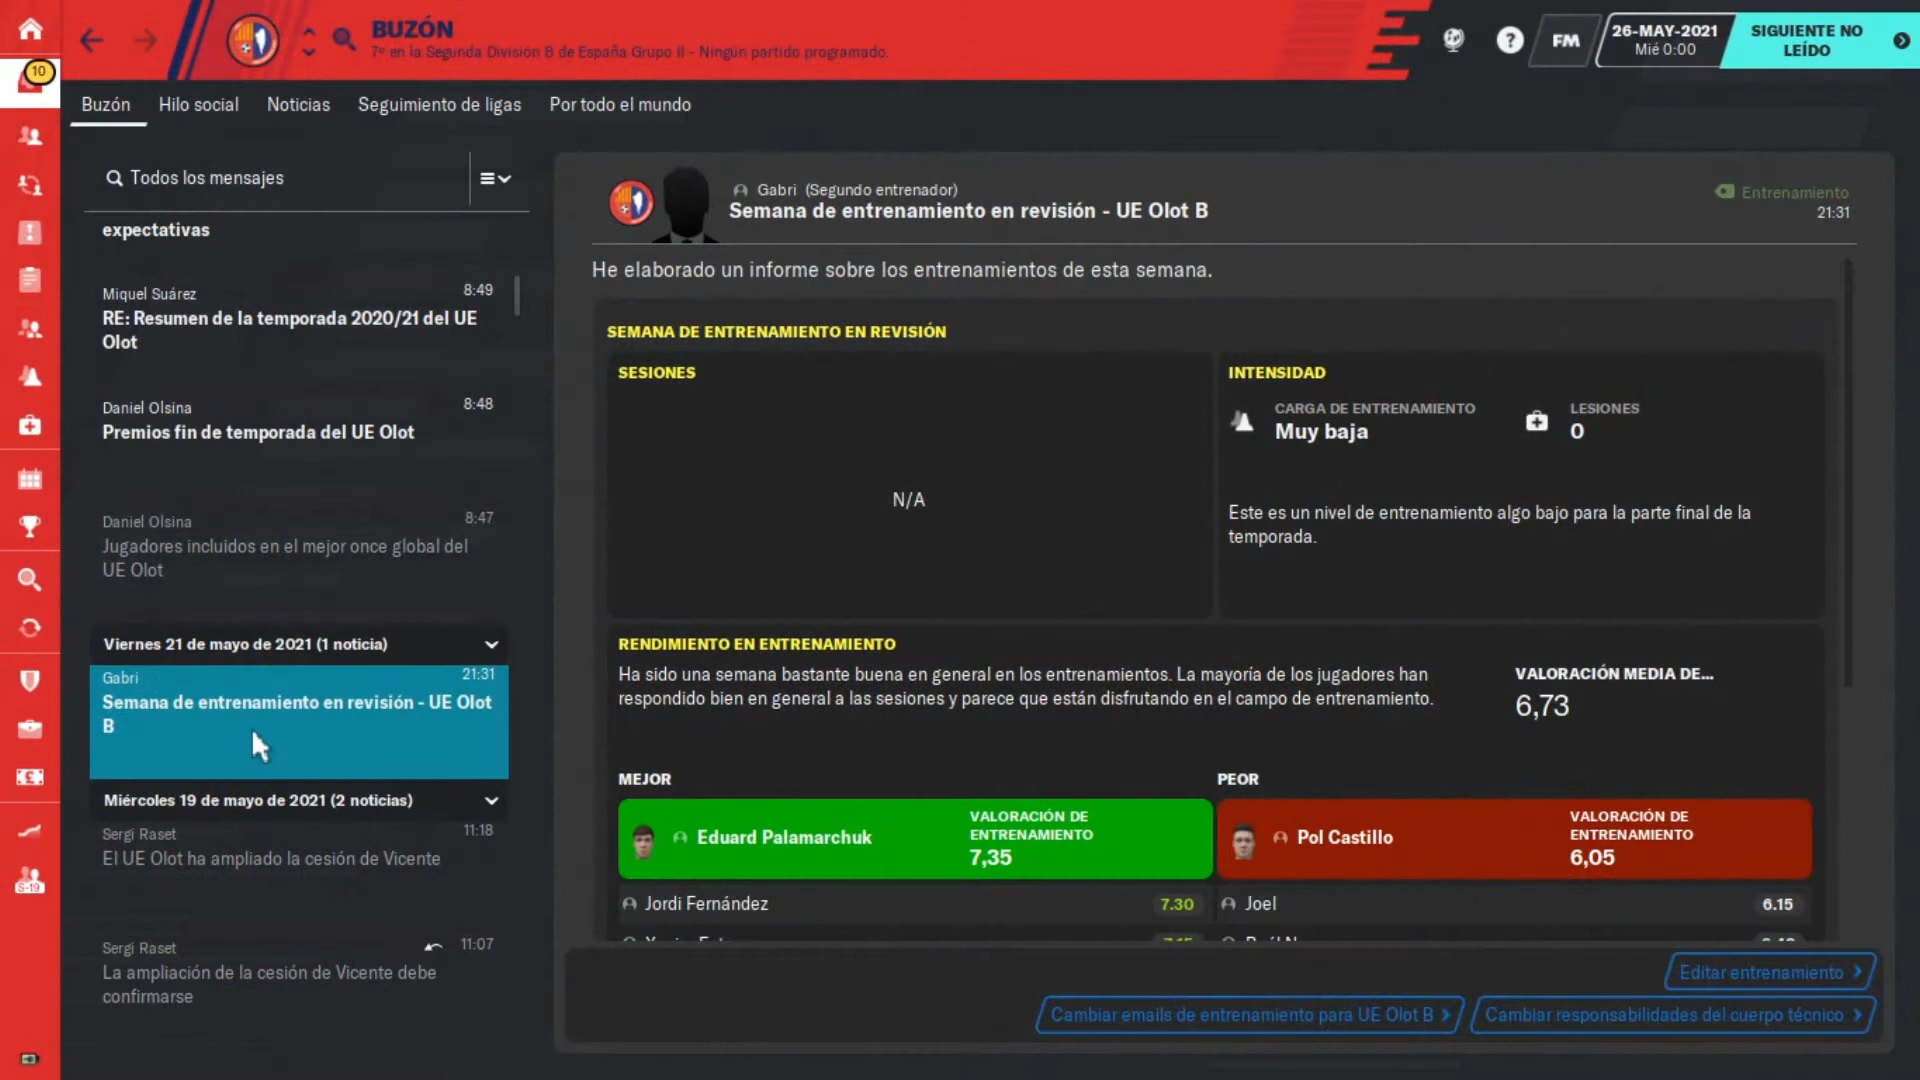 BUZÓN
7º en la Segunda División B de España Grupo II - Ningún partido programado.
FM
26-MAY-2021
Mié 0:00
SIGUIENTE NO
LEÍDO
10
Buzón
Hilo social
Noticias
Seguimiento de ligas
Por todo el mundo
Todos los mensajes
expectativas
Miquel Suárez
8:49
RE: Resumen de la temporada 2020/21 del UE
Olot
Daniel Olsina
8:48
Premios fin de temporada del UE Olot
Daniel Olsina
8:47
Jugadores incluidos en el mejor once global del
UE Olot
Viernes 21 de mayo de 2021 (1 noticia)
Gabri
21:31
Semana de entrenamiento en revisión - UE Olot
B
Miércoles 19 de mayo de 2021 (2 noticias)
Sergi Raset
11:18
El UE Olot ha ampliado la cesión de Vicente
Sergi Raset
11:07
La ampliación de la cesión de Vicente debe
confirmarse
S-19
Gabri (Segundo entrenador)
Semana de entrenamiento en revisión - UE Olot B
Entrenamiento
21:31
He elaborado un informe sobre los entrenamientos de esta semana.
SEMANA DE ENTRENAMIENTO EN REVISIÓN
SESIONES
N/A
INTENSIDAD
CARGA DE ENTRENAMIENTO
Muy baja
LESIONES
0
Este es un nivel de entrenamiento algo bajo para la parte final de la
temporada.
RENDIMIENTO EN ENTRENAMIENTO
Ha sido una semana bastante buena en general en los entrenamientos. La mayoría de los jugadores han
respondido bien en general a las sesiones y parece que están disfrutando en el campo de entrenamiento.
VALORACIÓN MEDIA DE...
6,73
MEJOR
Eduard Palamarchuk
VALORACIÓN DE
ENTRENAMIENTO
7,35
Jordi Fernández
7.30
PEOR
Pol Castillo
VALORACIÓN DE
ENTRENAMIENTO
6,05
Joel
6.15
Editar entrenamiento
Cambiar emails de entrenamiento para UE Olot B
Cambiar responsabilidades del cuerpo técnico